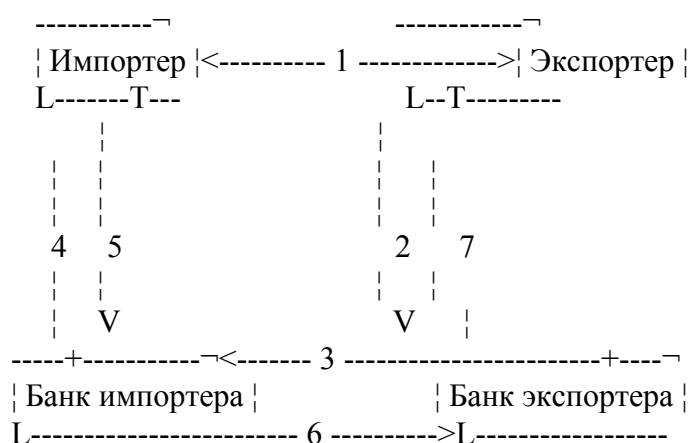 -----------¬ ------------¬
¦ Импортер ¦<---------- 1 ------------->¦ Экспортер ¦
L-------T--- L--T---------
¦ ¦
¦ ¦ ¦ ¦
¦ ¦ ¦ ¦
¦ ¦ ¦ ¦
4 5 2 7
¦ ¦ ¦ ¦
¦ V V ¦
-----+-----------¬<------- 3 -------------------------+----¬
¦ Банк импортера ¦ ¦ Банк экспортера ¦
L-------------------------- 6 ---------->L------------------